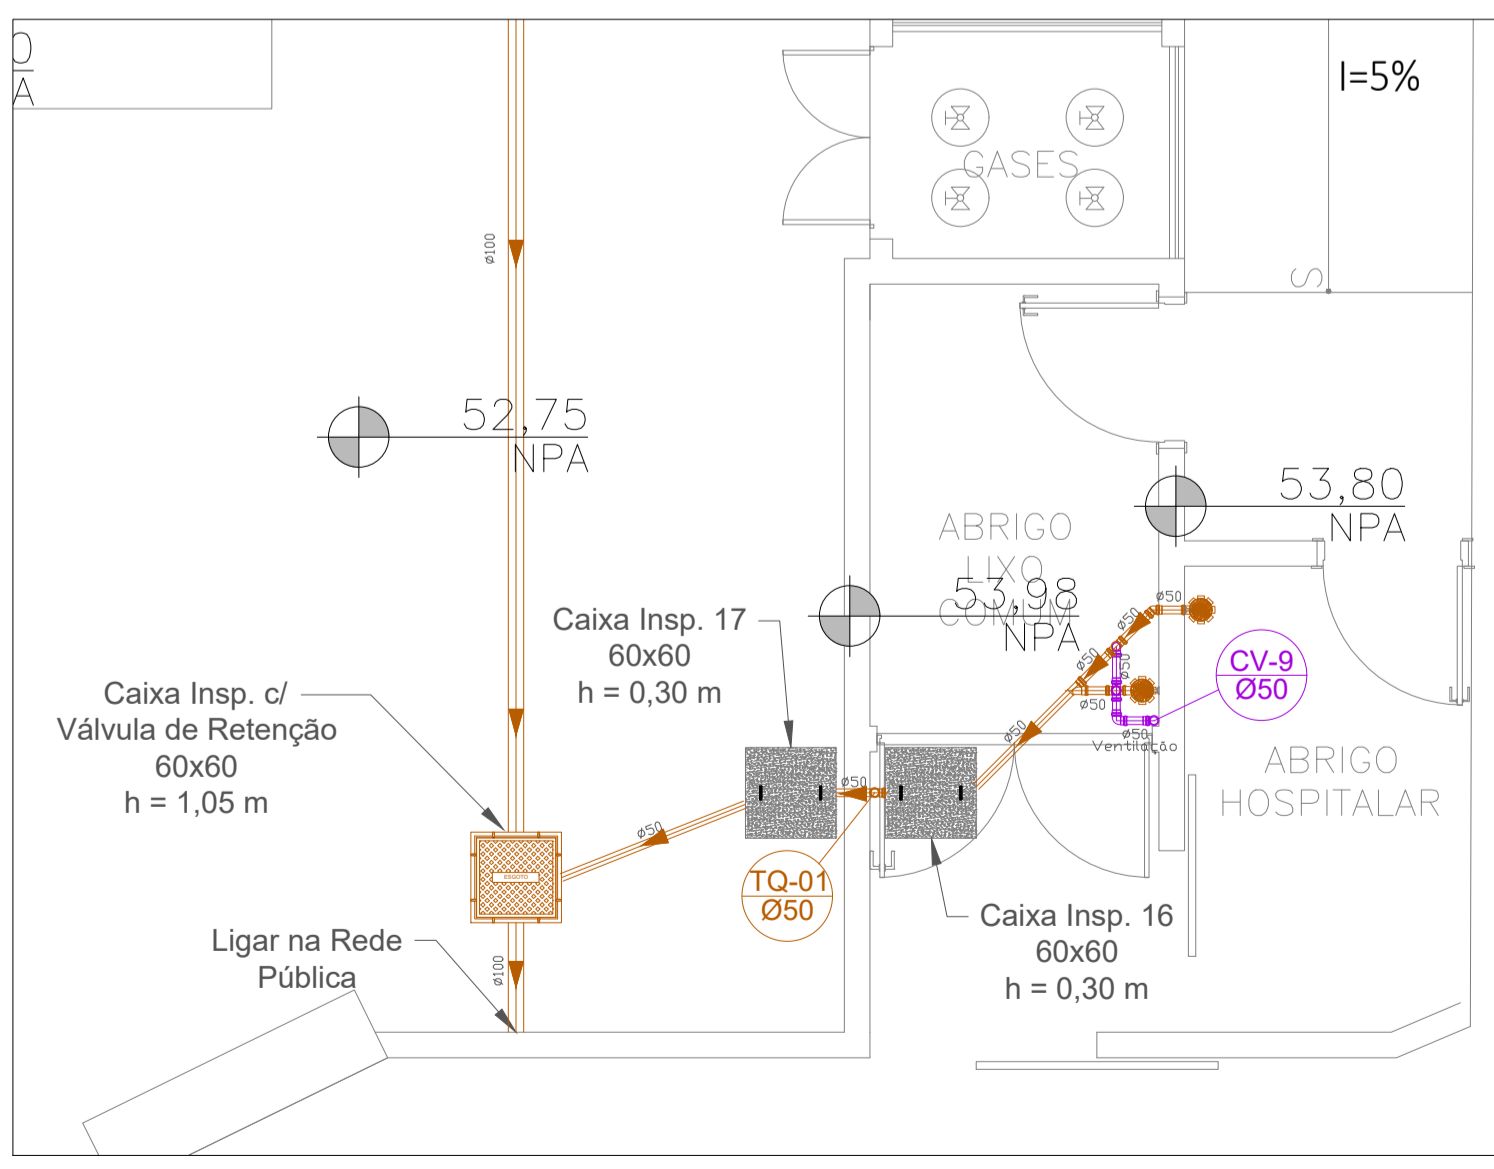 I=5%
GASES
S
ø100
52,75
NPA
53,80
NPA
ABRIGO
LIXO
COMUM
53,98
NPA
Caixa Insp. 17
60x60
h = 0,30 m
Caixa Insp. c/
Válvula de Retenção
60x60
h = 1,05 m
ø50
ø50
ø50
ø50
ø50
ø50
ø50
Ventilação
CV-9
Ø50
ABRIGO
HOSPITALAR
ø50
ø50
ESGOTO
TQ-01
Ø50
Caixa Insp. 16
60x60
h = 0,30 m
Ligar na Rede
Pública
ø100